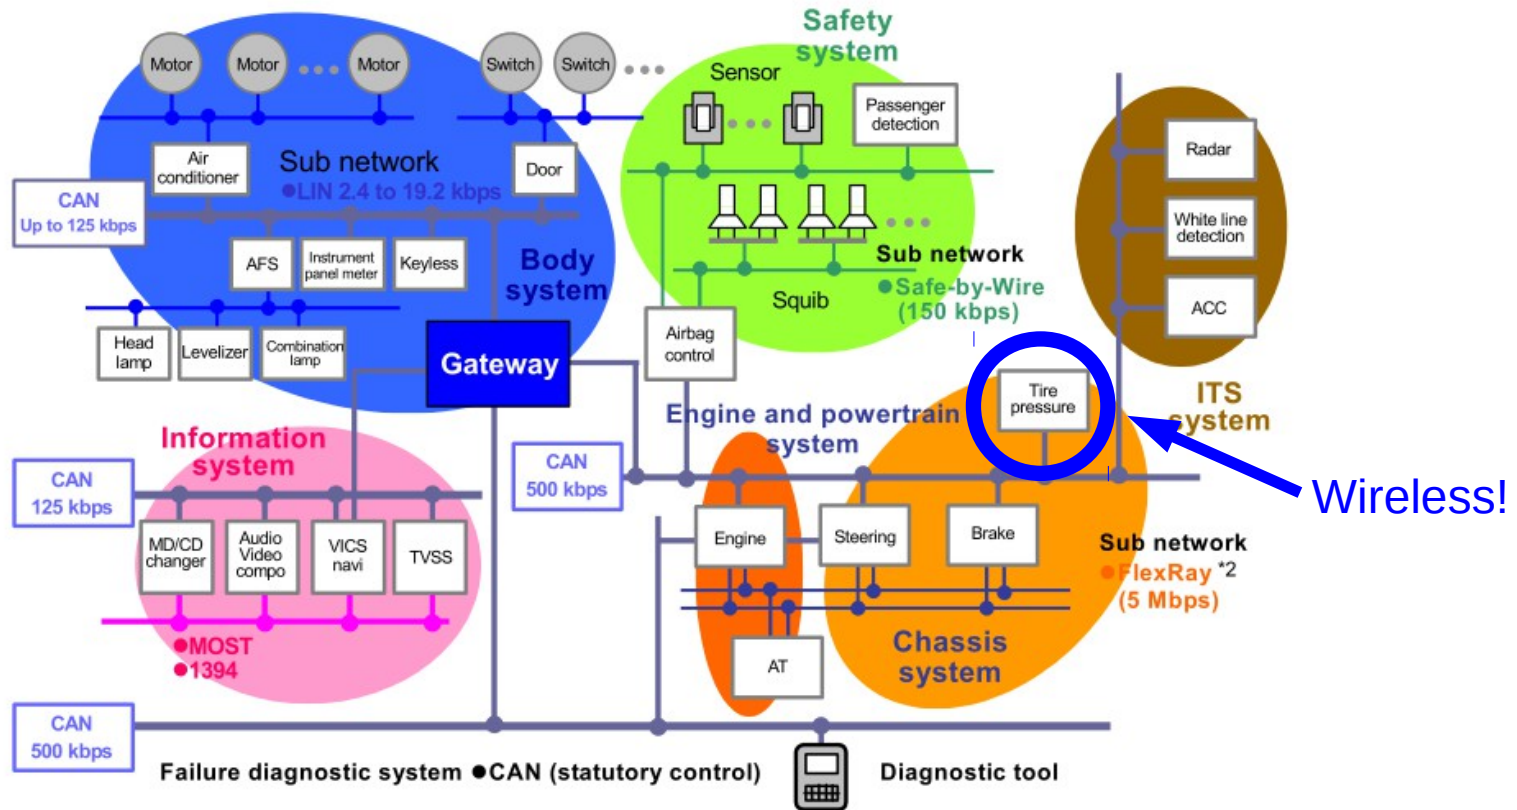 Safety
system
Motor
Motor
Motor
Switch
Switch
Sensor
Passenger
detection
Radar
Air
conditioner
Sub network
●LIN 2.4 to 19.2 kbps
Door
CAN
Up to 125 kbps
White line
detection
AFS
Instrument
panel meter
Keyless
Body
system
Sub network
●Safe-by-Wire
(150 kbps)
Squib
ACC
Head
lamp
Levelizer
Combination
lamp
Gateway
Airbag
control
Tire
pressure
ITS
system
Engine and powertrain
system
Information
system
CAN
125 kbps
CAN
500 kbps
Wireless!
MD/CD
changer
Audio
Video
compo
VICS
navi
TVSS
Engine
Steering
Brake
Sub network
●FlexRay *2
(5 Mbps)
●MOST
●1394
AT
Chassis
system
CAN
500 kbps
Failure diagnostic system ●CAN (statutory control)
Diagnostic tool